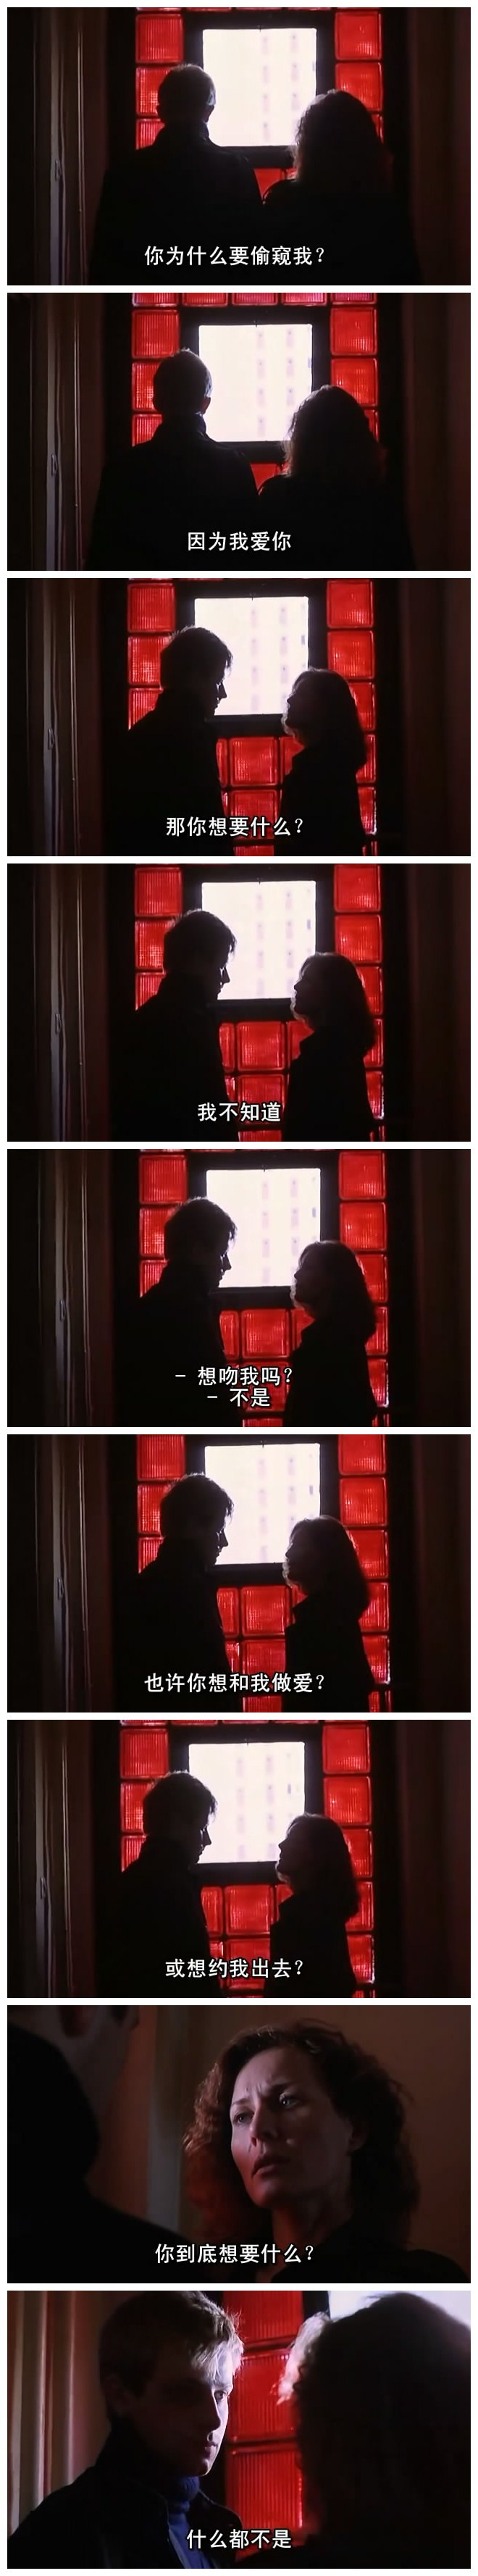 你为什么要偷窥我？
因为我爱你
那你想要什么？
我不知道
- 想吻我吗？
- 不是
也许你想和我做爱？
或想约我出去？
你到底想要什么？
什么都不是